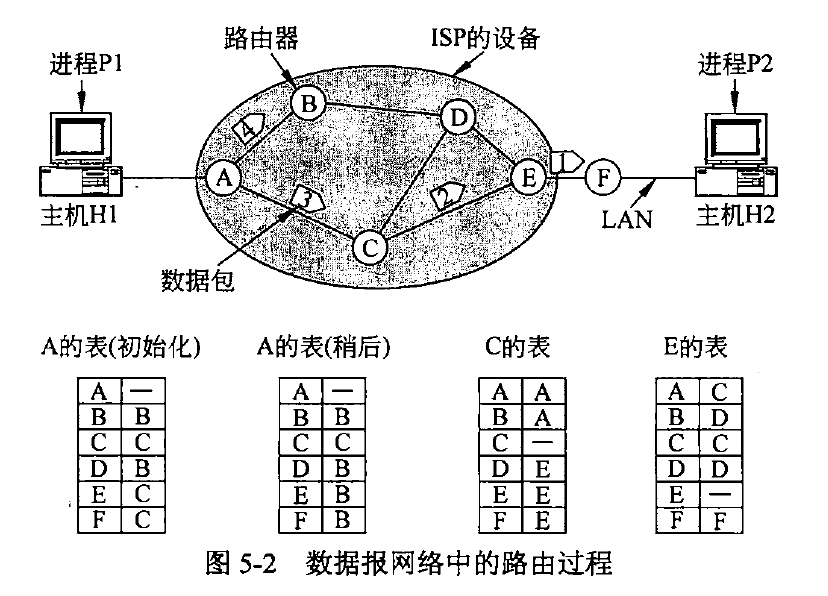 路由器
ISP的设备
进程P1
进程P2
B
D
4
A
E
1
F
3
2
C
LAN
主机H1
主机H2
数据包
A的表(初始化)
A的表(稍后)
C的表
E的表
A —
B B
C C
D B
E C
F C
A —
B B
C C
D B
E B
F B
A A
B A
C —
D E
E E
F E
A C
B D
C C
D D
E —
F F
图 5-2 数据报网络中的路由过程